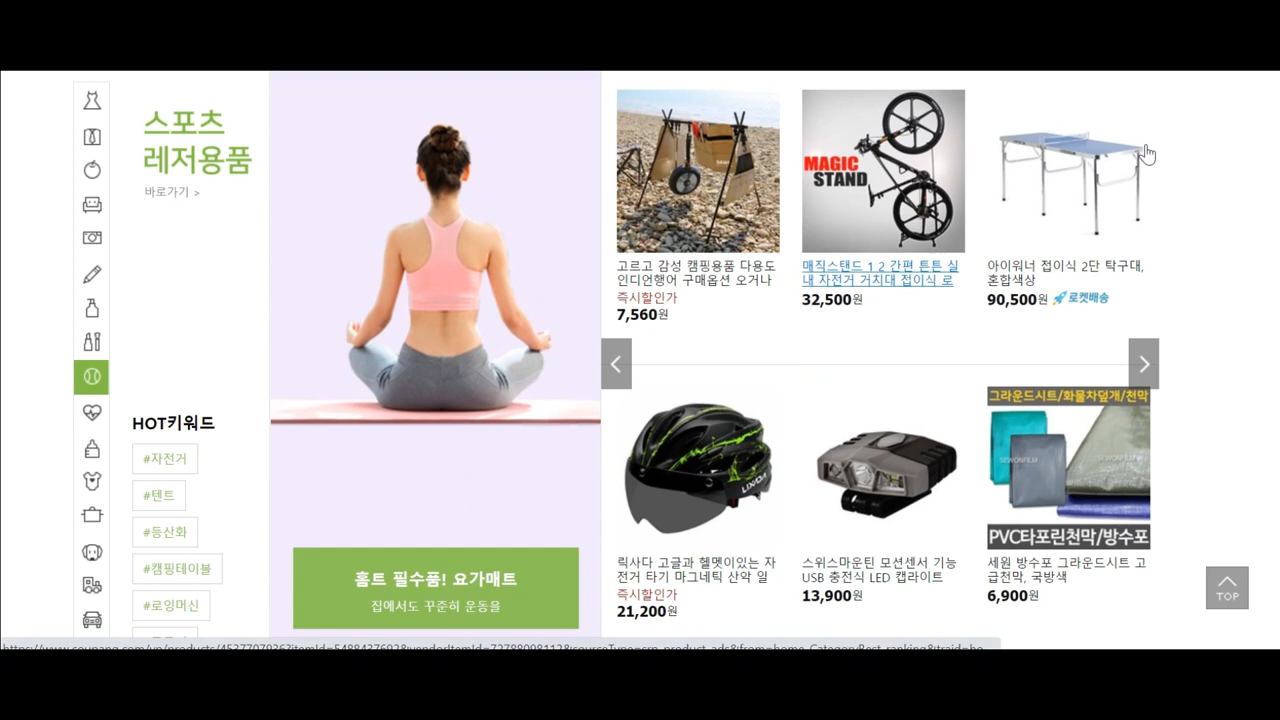 스포츠
레저용품
바로가기 >
HOT키워드
#자전거
#텐트
#등산화
#캠핑테이블
#로잉머신
홈트 필수품! 요가매트
집에서도 꾸준히 운동을
고르고 감성 캠핑용품 다용도
인디언행어 구매옵션 오거나
즉시할인가
7,560원
MAGIC
STAND
매직스탠드 1 2 간편 튼튼 실
내 자전거 거치대 접이식 로
32,500원
아이워너 접이식 2단 탁구대,
혼합색상
90,500원 로켓배송
LIXADA
릭사다 고글과 헬멧이있는 자
전거 타기 마그네틱 산악 일
즉시할인가
21,200원
스위스마운틴 모션센서 기능
USB 충전식 LED 캡라이트
13,900원
그라운드시트/화물차덮개/천막
SEWONFILM
SEWONFILM
PVC타포린천막/방수포
세원 방수포 그라운드시트 고
급천막, 국방색
6,900원
TOP